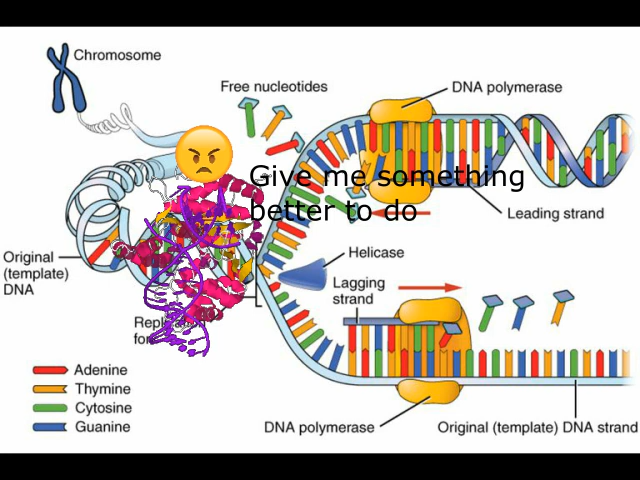 Chromosome
Free nucleotides
DNA polymerase
Give me something
better to do
Leading strand
Helicase
Original
(template)
DNA
Lagging
strand
Adenine
Thymine
Cytosine
Guanine
DNA polymerase
Original (template) DNA strand